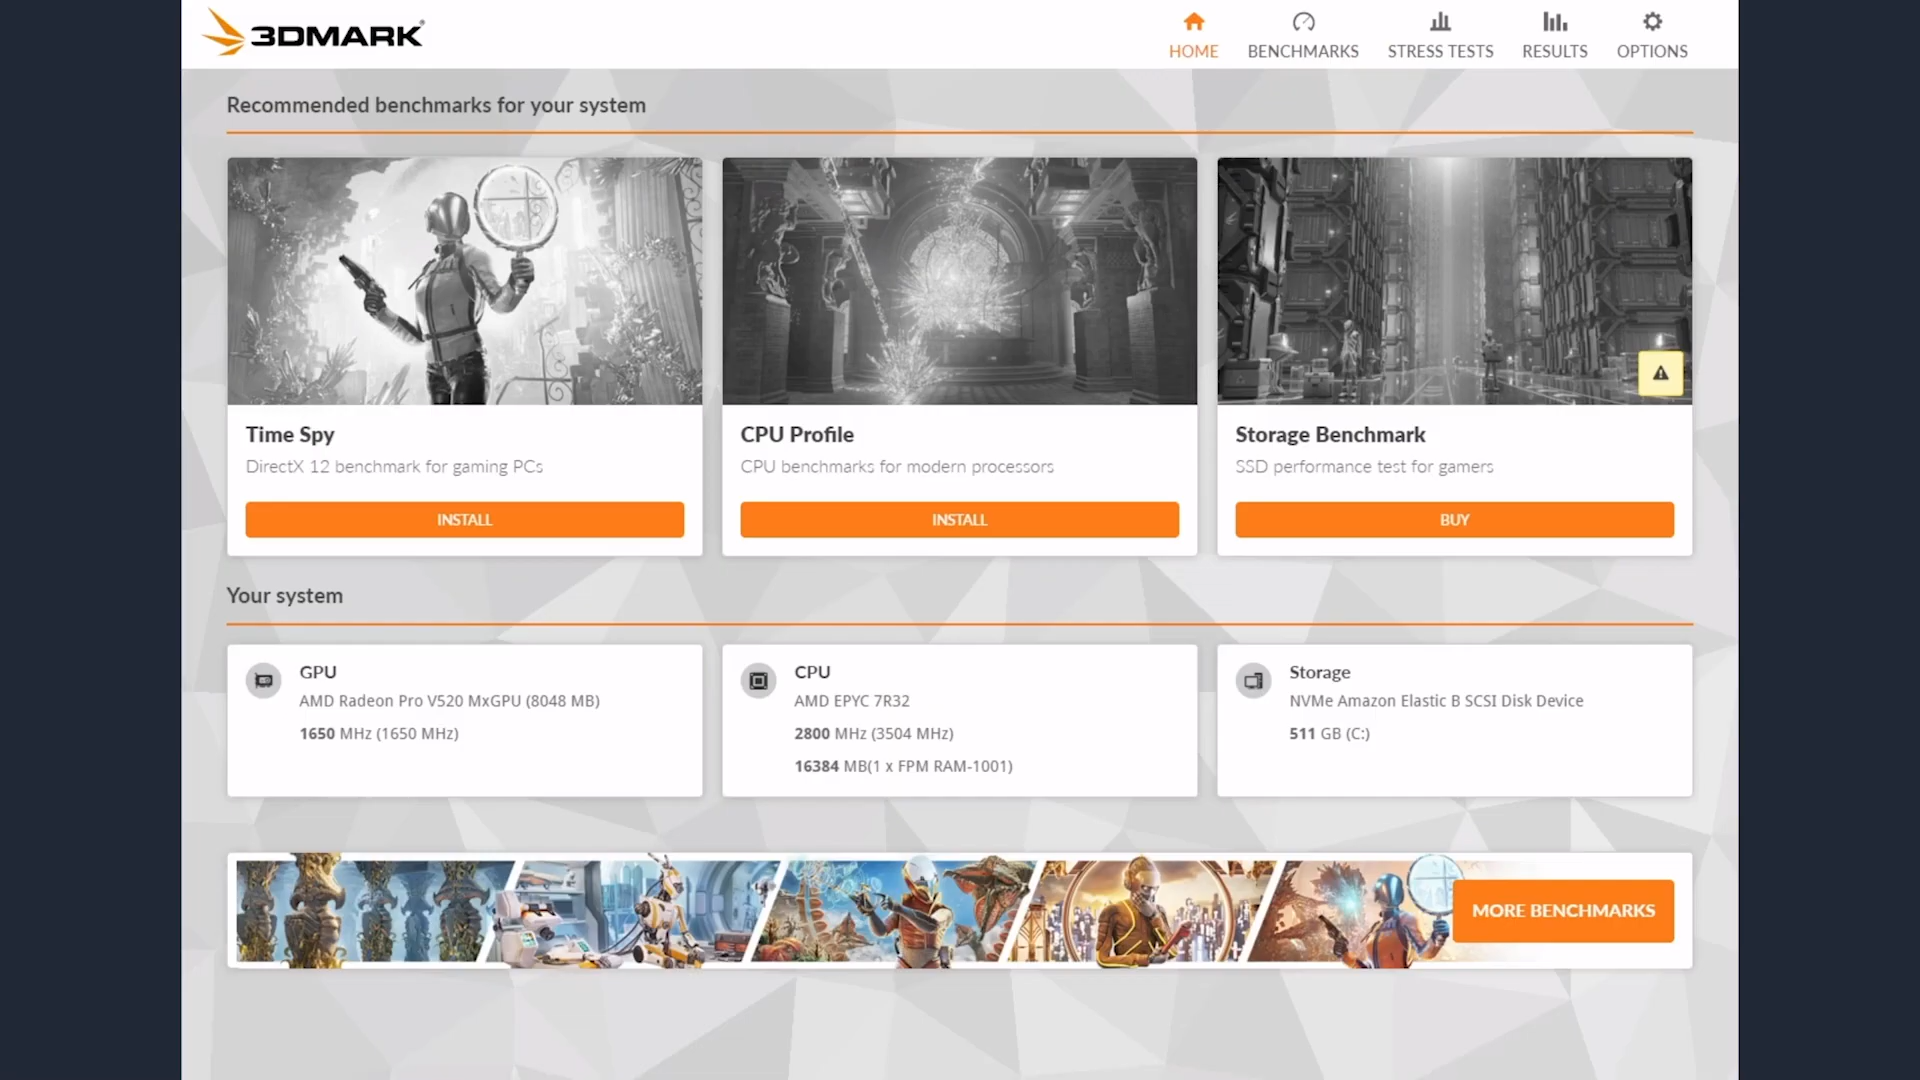 3DMARK®
HOME
BENCHMARKS
STRESS TESTS
RESULTS
OPTIONS
Recommended benchmarks for your system
Time Spy
DirectX 12 benchmark for gaming PCs
INSTALL
CPU Profile
CPU benchmarks for modern processors
INSTALL
Storage Benchmark
SSD performance test for gamers
BUY
Your system
GPU
AMD Radeon Pro V520 MxGPU (8048 MB)
1650 MHz (1650 MHz)
CPU
AMD EPYC 7R32
2800 MHz (3504 MHz)
16384 MB(1 x FPM RAM-1001)
Storage
NVMe Amazon Elastic B SCSI Disk Device
511 GB (C:)
MORE BENCHMARKS